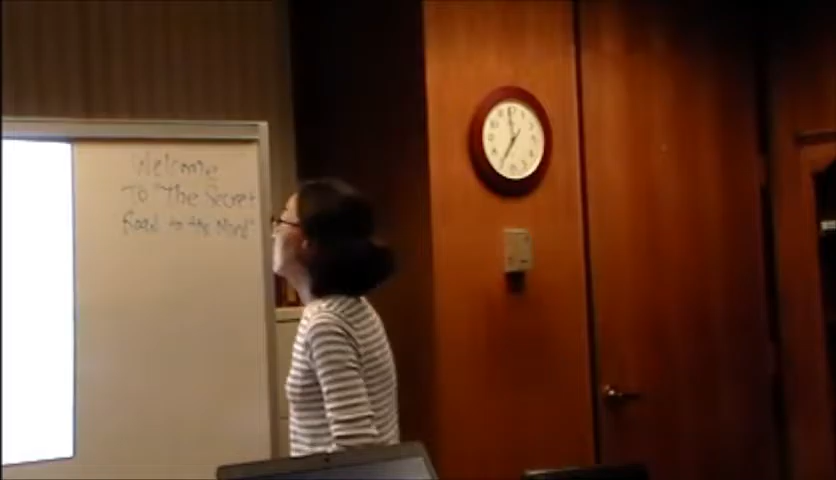 Welcome
To "The Secret
Road to the Mind"